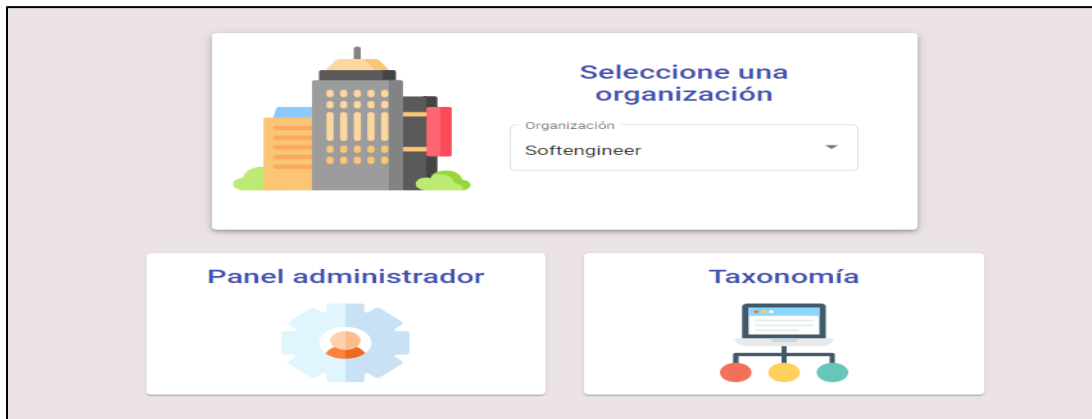 Seleccione una
organización
Organización
Softengineer
Panel administrador
Taxonomía